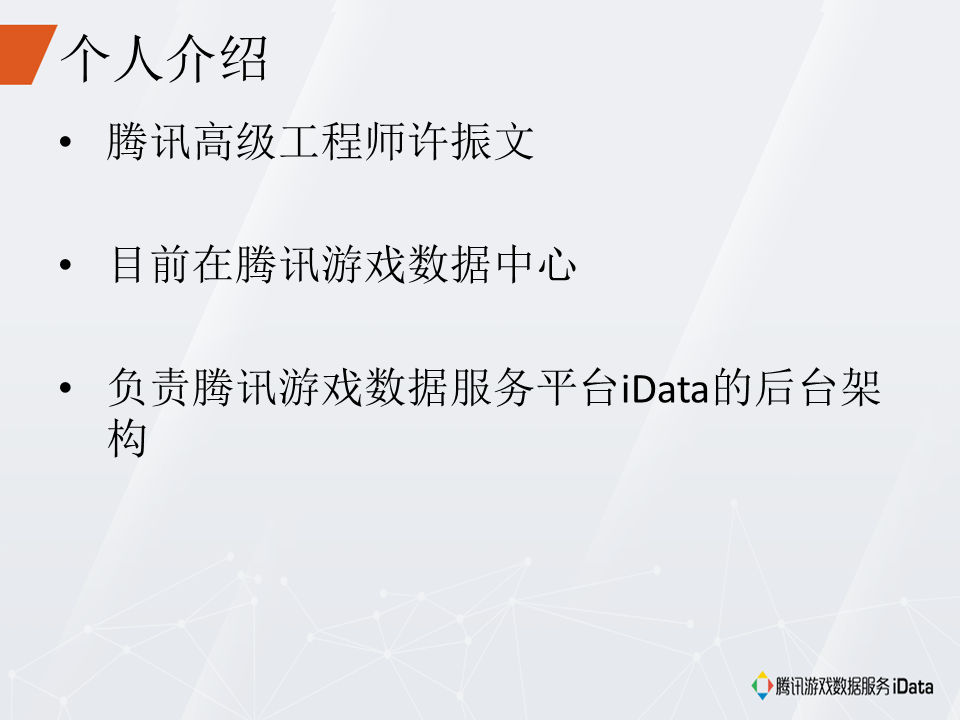 个人介绍
• 腾讯高级工程师许振文
• 目前在腾讯游戏数据中心
• 负责腾讯游戏数据服务平台iData的后台架
构
腾讯游戏数据服务 iData